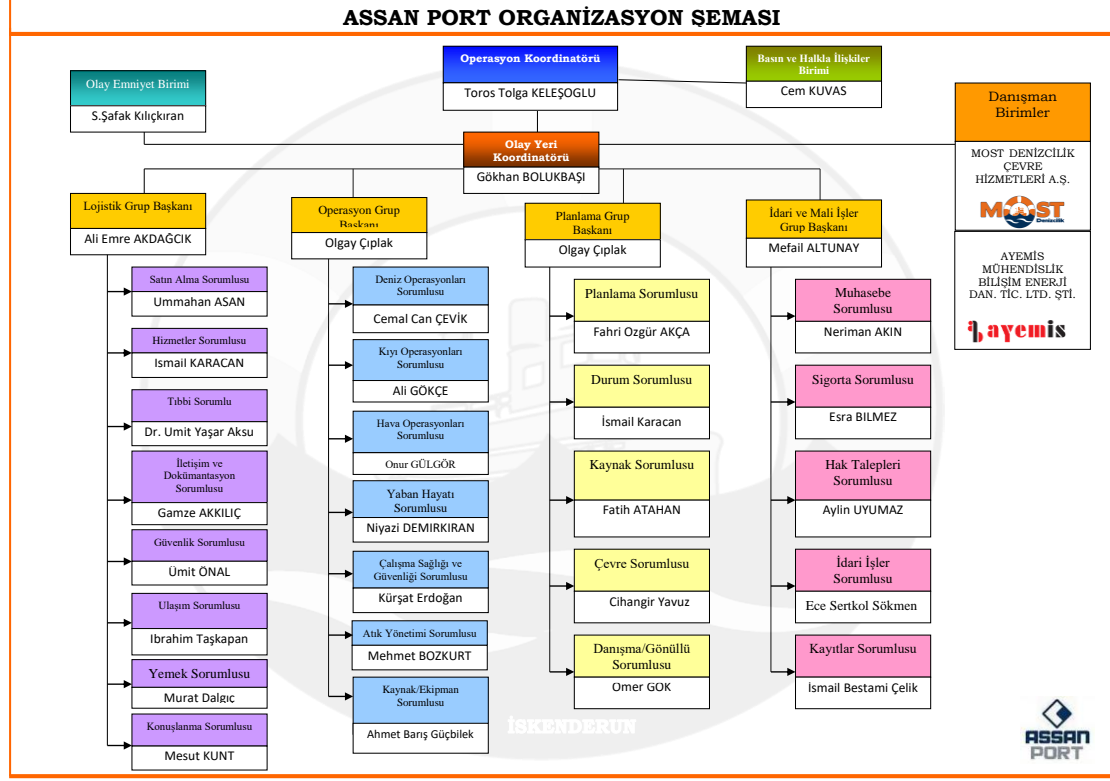 ASSAN PORT ORGANİZASYON ŞEMASI
Operasyon Koordinatörü
Toros Tolga KELEŞOGLU
Basın ve Halkla İlişkiler
Birimi
Cem KUVAS
Olay Emniyet Birimi
S.Şafak Kılıçkıran
Danışman
Birimler
MOST DENİZCİLİK
ÇEVRE
HİZMETLERİ A.Ş.
MOST
Denizcilik
AYEMİS
MÜHENDİSLİK
BİLİŞİM ENERJİ
DAN. TİC. LTD. ŞTİ.
ayemis
Olay Yeri
Koordinatörü
Gökhan BOLUKBAŞI
Lojistik Grup Başkanı
Ali Emre AKDAĞCIK
Satın Alma Sorumlusu
Ummahan ASAN
Hizmetler Sorumlusu
Ismail KARACAN
Tıbbi Sorumlu
Dr. Umit Yaşar Aksu
İletişim ve
Dokümantasyon
Sorumlusu
Gamze AKKILIÇ
Güvenlik Sorumlusu
Ümit ÖNAL
Ulaşım Sorumlusu
Ibrahim Taşkapan
Yemek Sorumlusu
Murat Dalgıç
Konuşlanma Sorumlusu
Mesut KUNT
Operasyon Grup
Başkanı
Olgay Çıplak
Deniz Operasyonları
Sorumlusu
Cemal Can ÇEVİK
Kıyı Operasyonları
Sorumlusu
Ali GÖKÇE
Hava Operasyonları
Sorumlusu
Onur GÜLGÖR
Yaban Hayatı
Sorumlusu
Niyazi DEMIRKIRAN
Çalışma Sağlığı ve
Güvenliği Sorumlusu
Kürşat Erdoğan
Atık Yönetimi Sorumlusu
Mehmet BOZKURT
Kaynak/Ekipman
Sorumlusu
Ahmet Barış Güçbilek
Planlama Grup
Başkanı
Olgay Çıplak
Planlama Sorumlusu
Fahri Ozgür AKÇA
Durum Sorumlusu
İsmail Karacan
Kaynak Sorumlusu
Fatih ATAHAN
Çevre Sorumlusu
Cihangir Yavuz
Danışma/Gönüllü
Sorumlusu
Omer GOK
İdari ve Mali İşler
Grup Başkanı
Mefail ALTUNAY
Muhasebe
Sorumlusu
Neriman AKIN
Sigorta Sorumlusu
Esra BILMEZ
Hak Talepleri
Sorumlusu
Aylin UYUMAZ
İdari İşler
Sorumlusu
Ece Sertkol Sökmen
Kayıtlar Sorumlusu
İsmail Bestami Çelik
İSKENDERUN
ASSAN
PORT